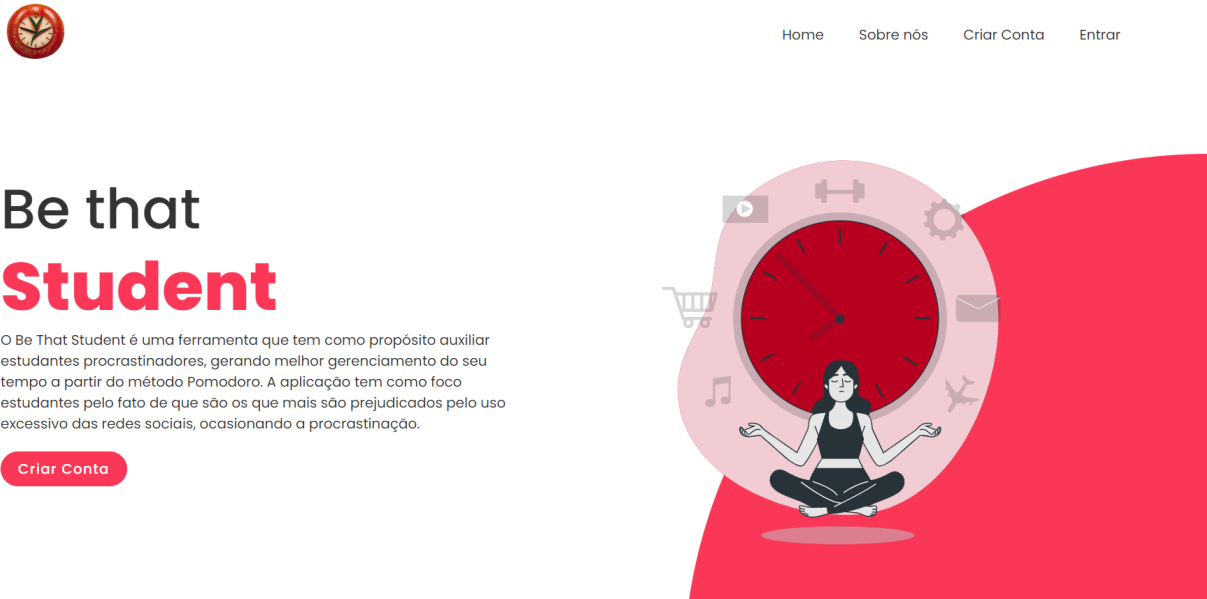 Home
Sobre nós
Criar Conta
Entrar
Be that
Student
O Be That Student é uma ferramenta que tem como propósito auxiliar
estudantes procrastinadores, gerando melhor gerenciamento do seu
tempo a partir do método Pomodoro. A aplicação tem como foco
estudantes pelo fato de que são os que mais são prejudicados pelo uso
excessivo das redes sociais, ocasionando a procrastinação.
Criar Conta